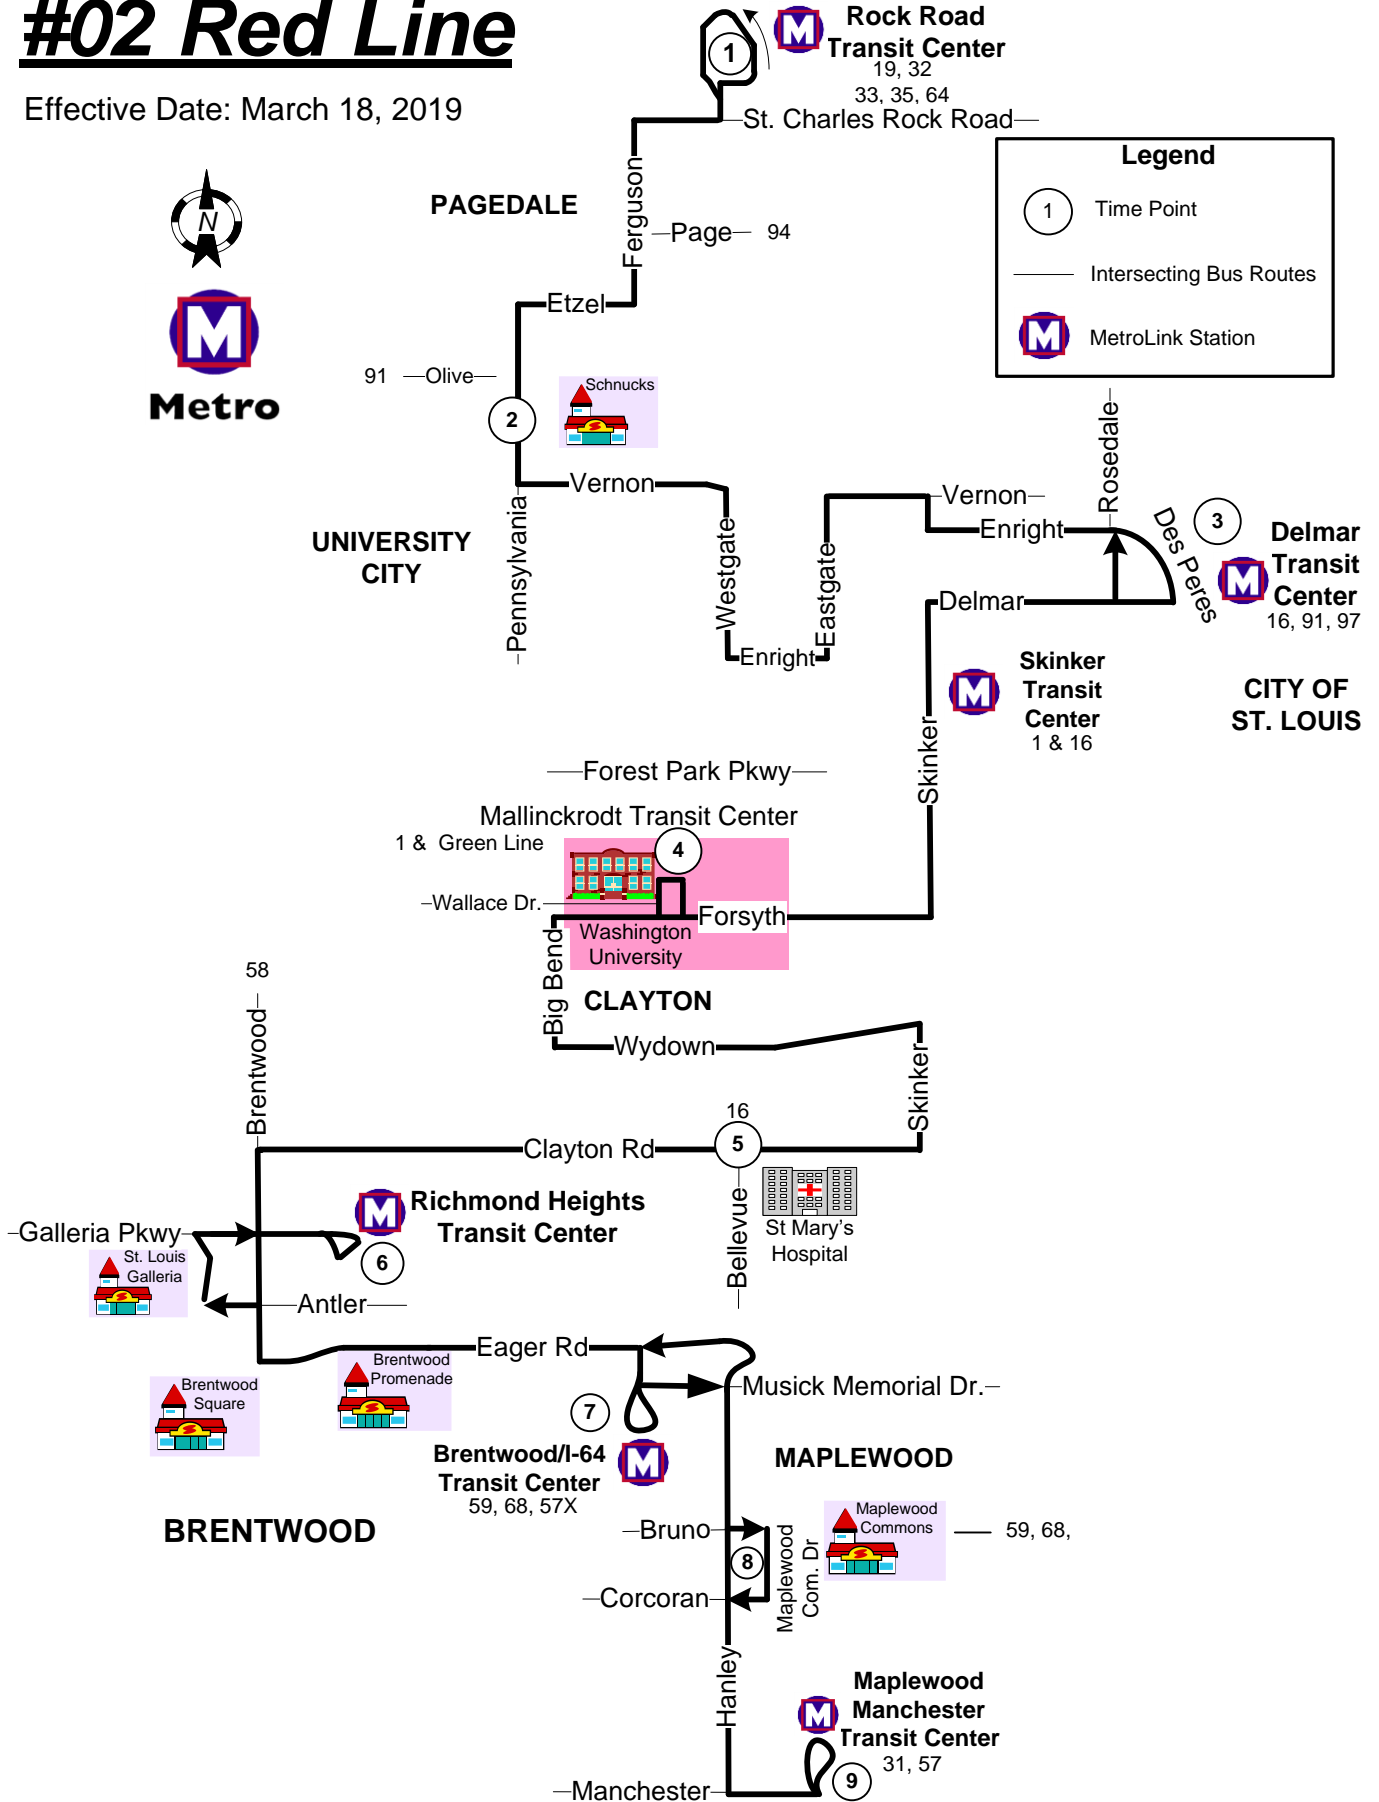 #02 Red Line
Effective Date: March 18, 2019
N
M
Metro
1
M
Rock Road
Transit Center
19, 32
33, 35, 64
St. Charles Rock Road
Legend
1
Time Point
Intersecting Bus Routes
M
MetroLink Station
PAGEDALE
Ferguson
Page
94
Etzel
91
Olive
2
Schnucks
S
Vernon
Pennsylvania
UNIVERSITY
CITY
Westgate
Enright
Eastgate
Vernon
Enright
Rosedale
Des Peres
3
M
Delmar
Transit
Center
16, 91, 97
Delmar
M
Skinker
Transit
Center
1 & 16
CITY OF
ST. LOUIS
Skinker
Forest Park Pkwy
Mallinckrodt Transit Center
1 & Green Line
4
Wallace Dr.
Forsyth
Washington
University
Big Bend
CLAYTON
Wydown
Skinker
58
Brentwood
16
5
Clayton Rd
Bellevue
St Mary's
Hospital
M
Richmond Heights
Transit Center
6
Galleria Pkwy
St. Louis
Galleria
S
Antler
Eager Rd
Brentwood
Promenade
S
Brentwood
Square
S
7
Musick Memorial Dr.
Brentwood/I-64
Transit Center
59, 68, 57X
M
MAPLEWOOD
BRENTWOOD
Bruno
8
Maplewood
Com. Dr
Maplewood
Commons
S
59, 68,
Corcoran
Hanley
M
Maplewood
Manchester
Transit Center
31, 57
9
Manchester